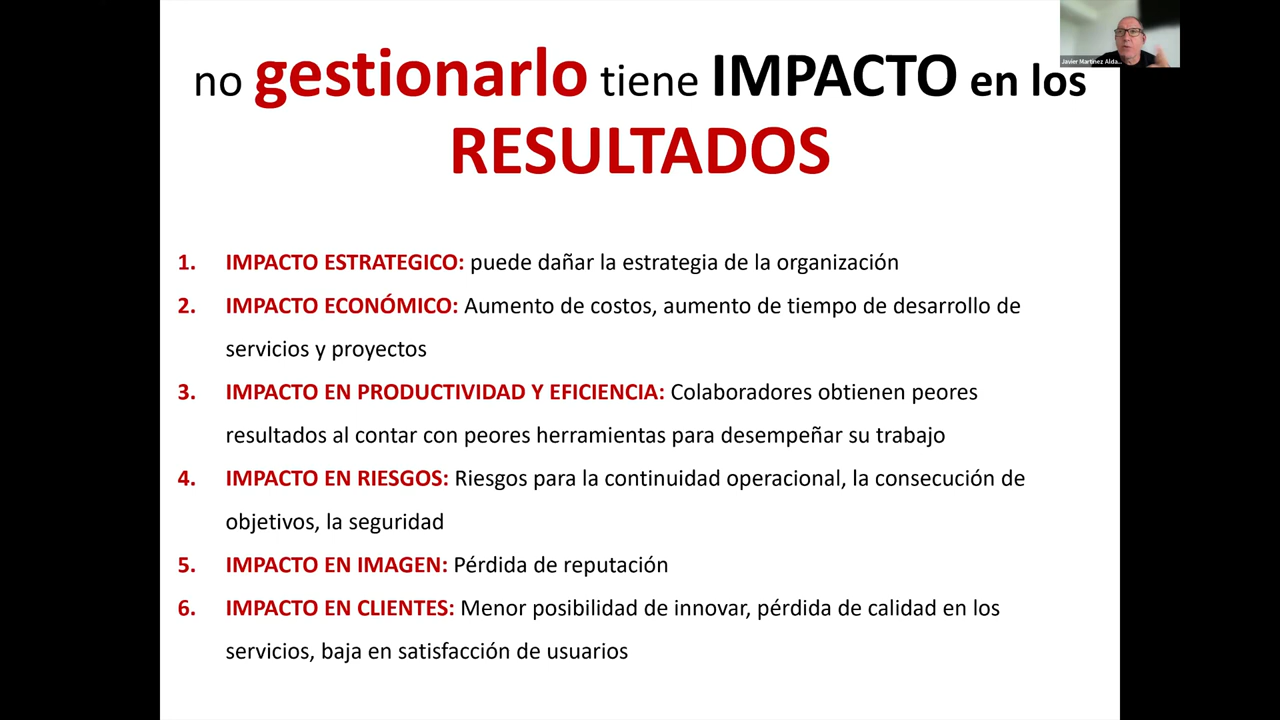 no gestionarlo tiene IMPACTO en los
RESULTADOS
1. IMPACTO ESTRATEGICO: puede dañar la estrategia de la organización
2. IMPACTO ECONÓMICO: Aumento de costos, aumento de tiempo de desarrollo de
servicios y proyectos
3. IMPACTO EN PRODUCTIVIDAD Y EFICIENCIA: Colaboradores obtienen peores
resultados al contar con peores herramientas para desempeñar su trabajo
4. IMPACTO EN RIESGOS: Riesgos para la continuidad operacional, la consecución de
objetivos, la seguridad
5. IMPACTO EN IMAGEN: Pérdida de reputación
6. IMPACTO EN CLIENTES: Menor posibilidad de innovar, pérdida de calidad en los
servicios, baja en satisfacción de usuarios
Javier Martinez Alda...